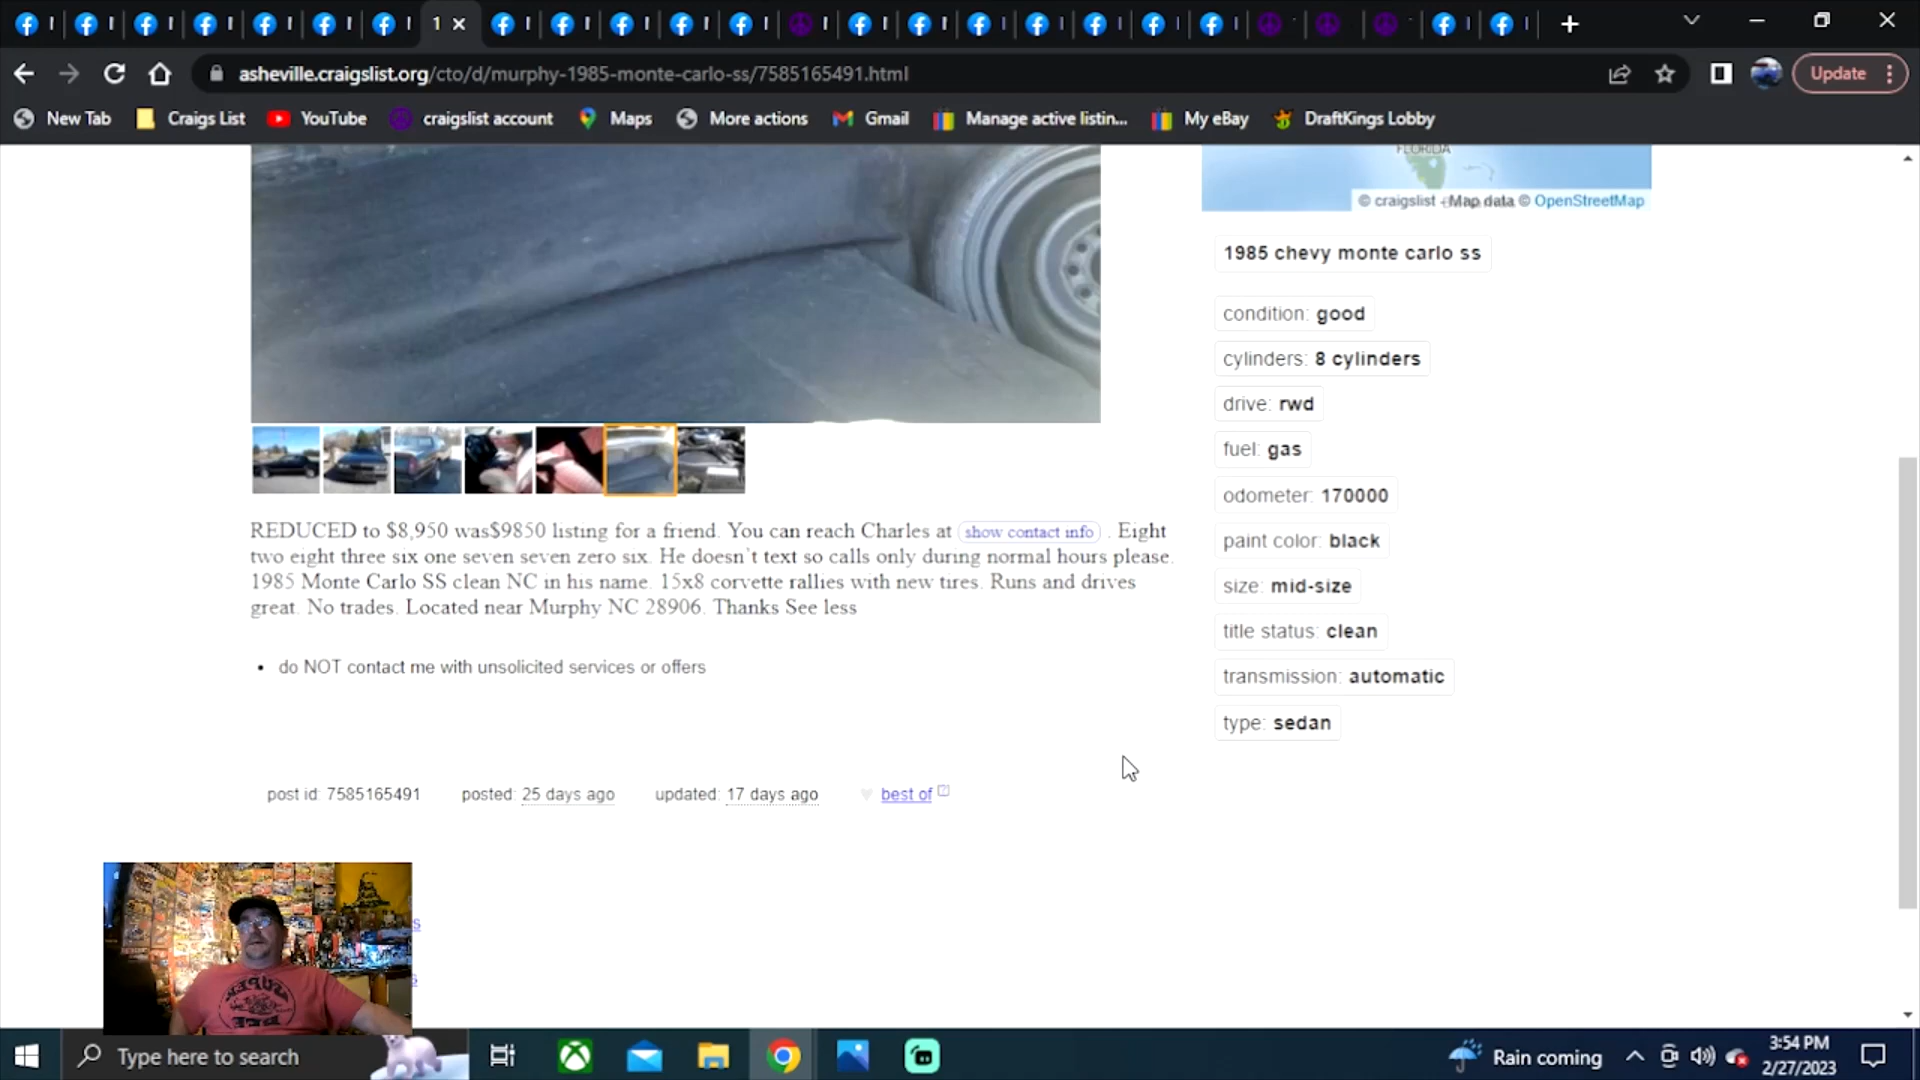 1
asheville.craigslist.org/cto/d/murphy-1985-monte-carlo-ss/7585165491.html
Update
New Tab
Craigs List
YouTube
craigslist account
Maps
More actions
Gmail
Manage active listin...
My eBay
DraftKings Lobby
FLORIDA
© craigslist - Map data © OpenStreetMap
1985 chevy monte carlo ss
condition: good
cylinders: 8 cylinders
drive: rwd
fuel: gas
odometer: 170000
paint color: black
size: mid-size
title status: clean
transmission: automatic
type: sedan
REDUCED to $8,950 was$9850 listing for a friend. You can reach Charles at show contact info . Eight
two eight three six one seven seven zero six. He doesn't text so calls only during normal hours please.
1985 Monte Carlo SS clean NC in his name. 15x8 corvette rallies with new tires. Runs and drives
great. No trades. Located near Murphy NC 28906. Thanks See less
• do NOT contact me with unsolicited services or offers
post id: 7585165491
posted: 25 days ago
updated: 17 days ago
best of
Type here to search
Rain coming
3:54 PM
2/27/2023